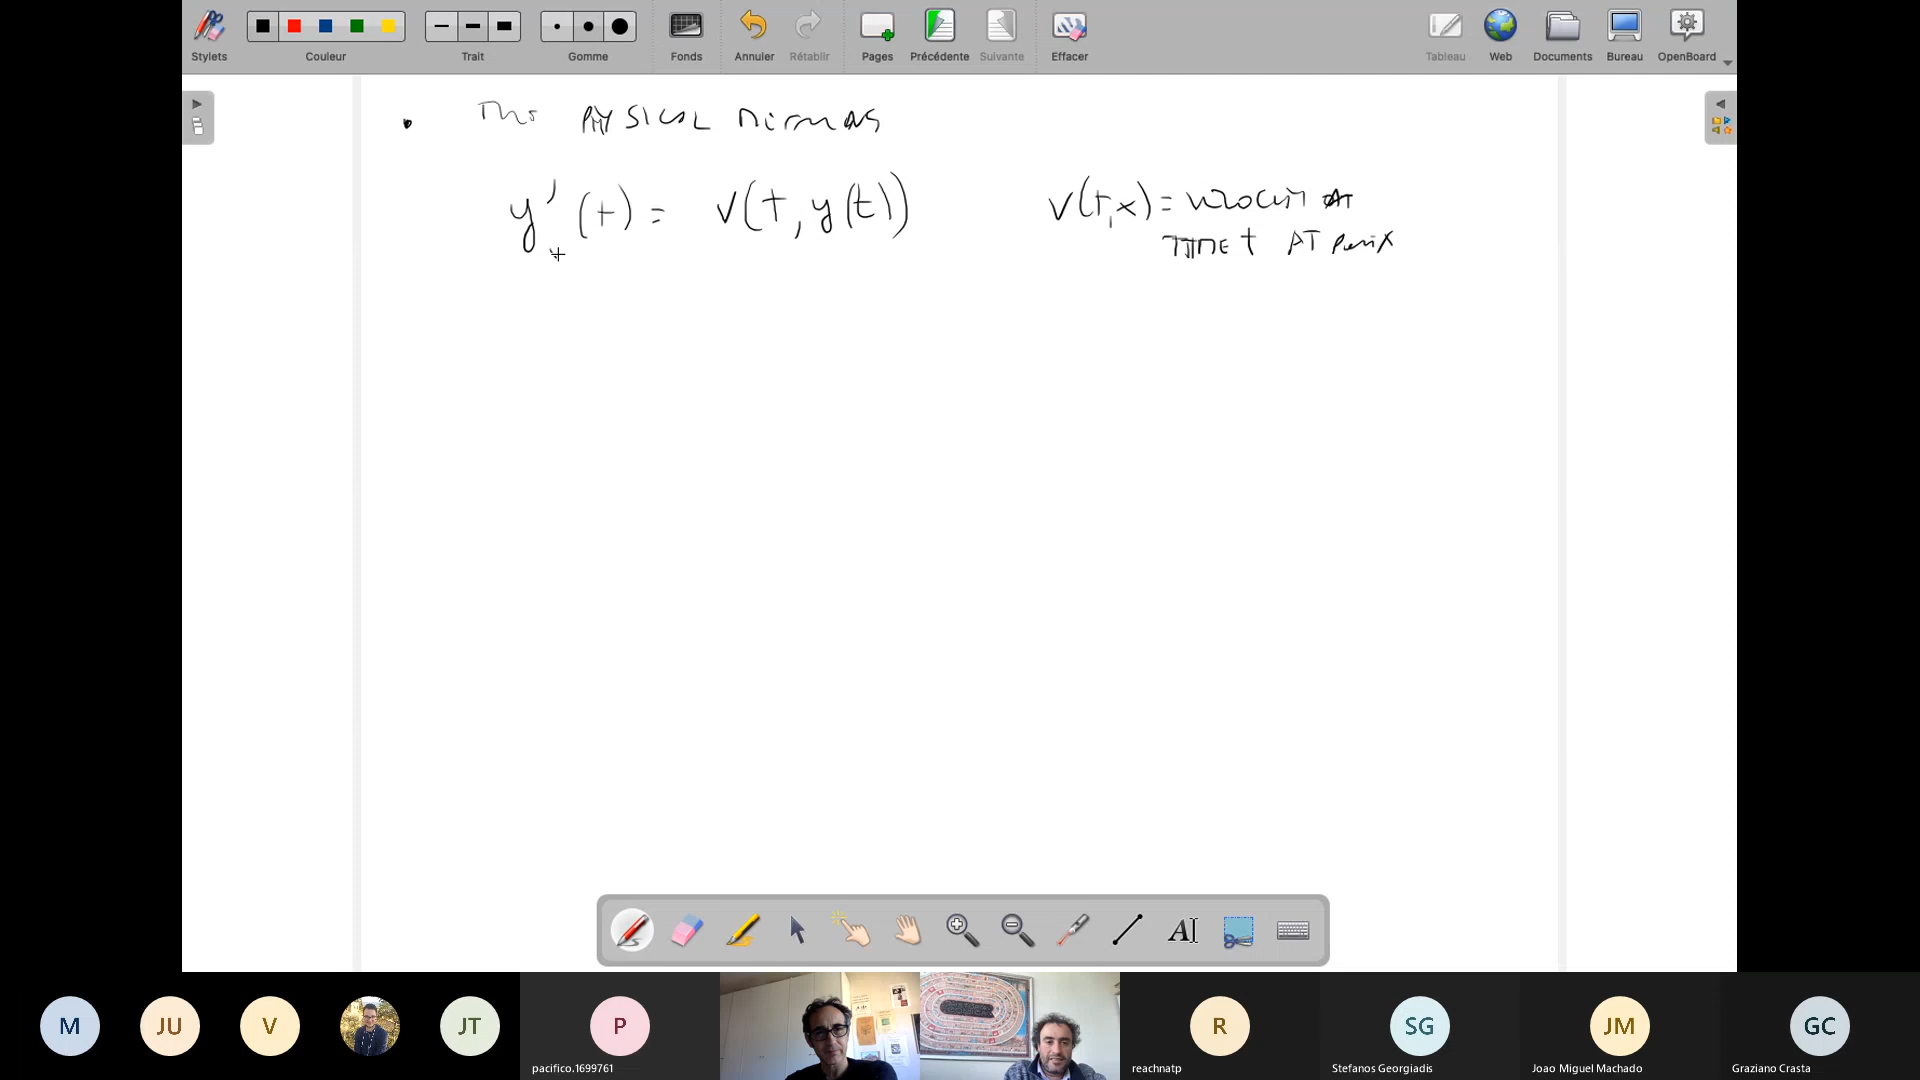 Stylets Couleur Trait Gomme Fonds Annuler Rétablir Pages Précédente Suivante Effacer Tableau Web Documents Bureau OpenBoard
• The PHYSICAL
y'(t) = v(t, y(t))
v(t,x) = velocity AT
TIME t AT point x
AI
M JU V JT P R SG JM GC
pacifico.1699761 reachnatp Stefanos Georgiadis Joao Miguel Machado Graziano Crasta